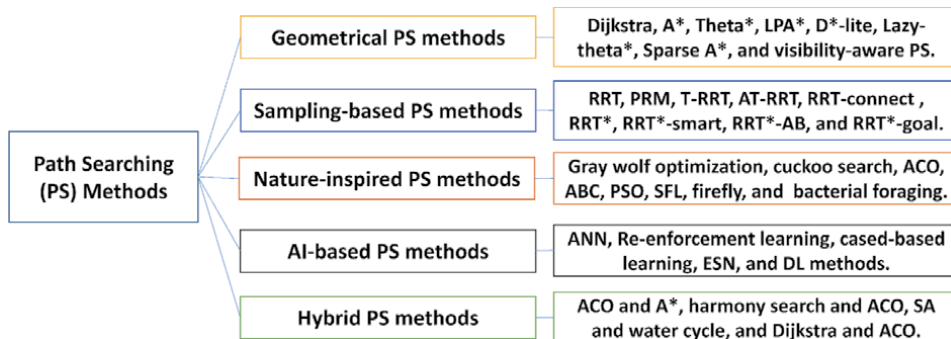 Path Searching
(PS) Methods
Geometrical PS methods
Dijkstra, A*, Theta*, LPA*, D*-lite, Lazy-
theta*, Sparse A*, and visibility-aware PS.
Sampling-based PS methods
RRT, PRM, T-RRT, AT-RRT, RRT-connect ,
RRT*, RRT*-smart, RRT*-AB, and RRT*-goal.
Nature-inspired PS methods
Gray wolf optimization, cuckoo search, ACO,
ABC, PSO, SFL, firefly, and bacterial foraging.
AI-based PS methods
ANN, Re-enforcement learning, cased-based
learning, ESN, and DL methods.
Hybrid PS methods
ACO and A*, harmony search and ACO, SA
and water cycle, and Dijkstra and ACO.